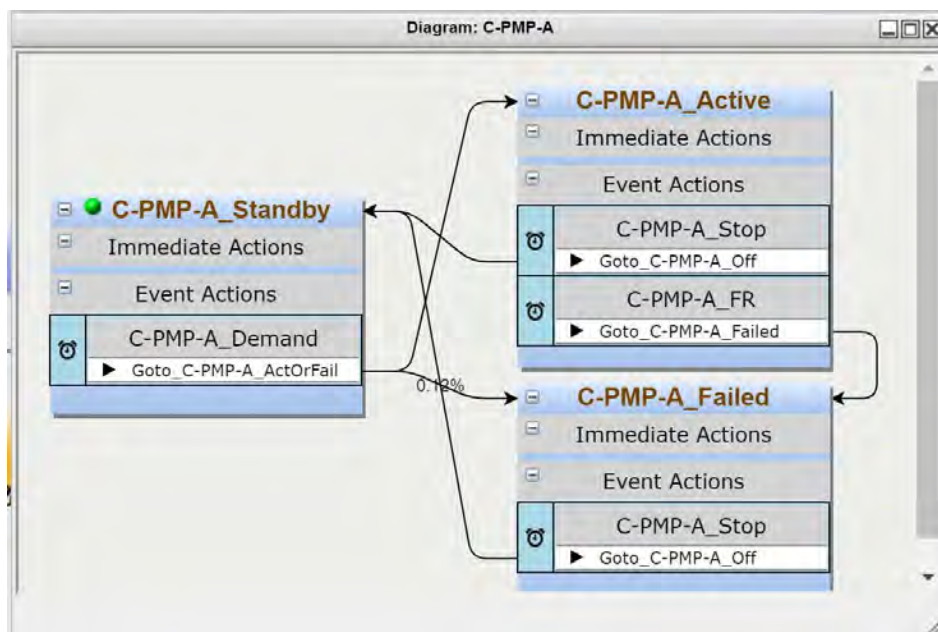 Diagram: C-PMP-A
C-PMP-A_Standby
Immediate Actions
Event Actions
C-PMP-A_Demand
Goto_C-PMP-A_ActOrFail
0.12%
C-PMP-A_Active
Immediate Actions
Event Actions
C-PMP-A_Stop
Goto_C-PMP-A_Off
C-PMP-A_FR
Goto_C-PMP-A_Failed
C-PMP-A_Failed
Immediate Actions
Event Actions
C-PMP-A_Stop
Goto_C-PMP-A_Off